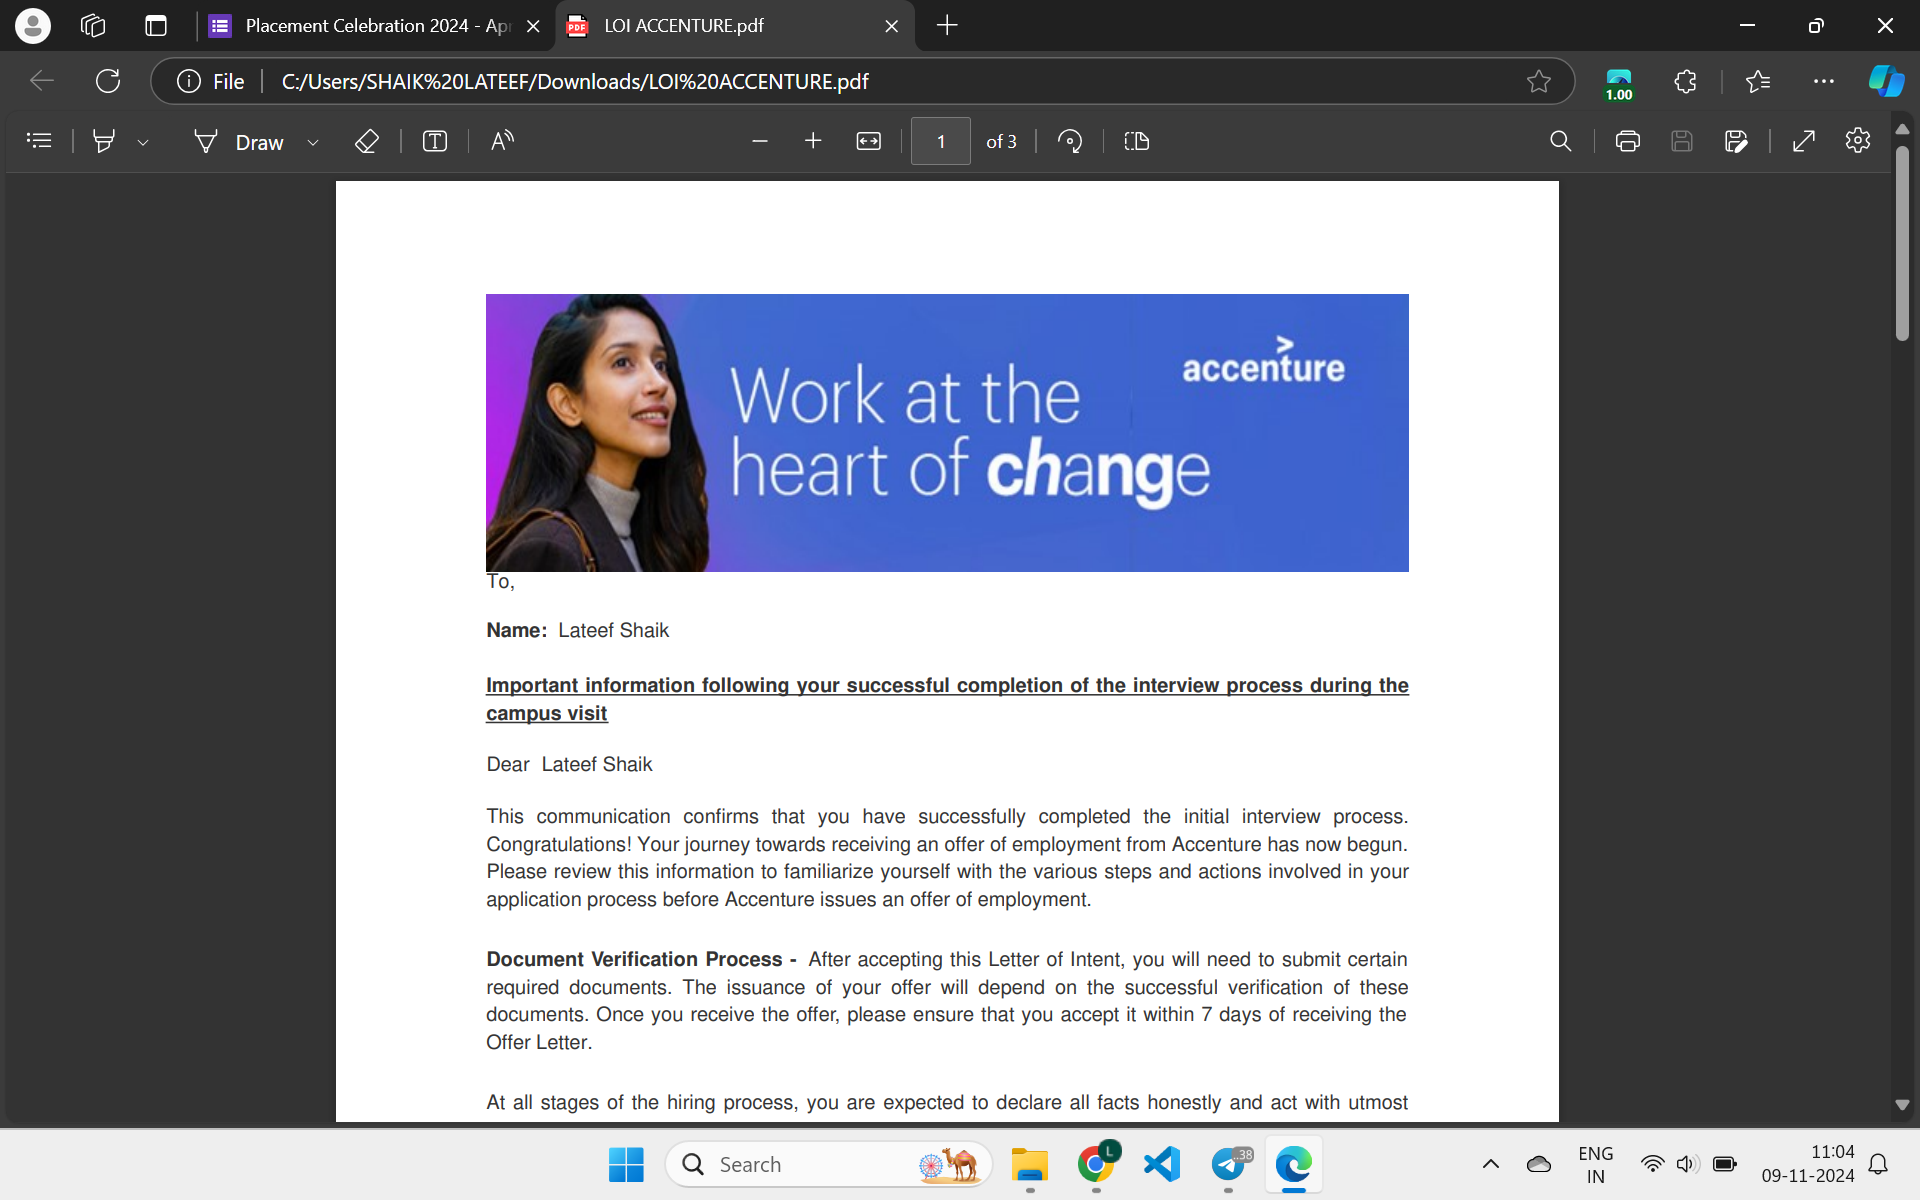 Placement Celebration 2024 - Apr
LOI ACCENTURE.pdf
File
C:/Users/SHAIK%20LATEEF/Downloads/LOI%20ACCENTURE.pdf
1.00
Draw
1 of 3
Work at the
heart of change
accenture
To,
Name: Lateef Shaik
Important information following your successful completion of the interview process during the
campus visit
Dear Lateef Shaik
This communication confirms that you have successfully completed the initial interview process.
Congratulations! Your journey towards receiving an offer of employment from Accenture has now begun.
Please review this information to familiarize yourself with the various steps and actions involved in your
application process before Accenture issues an offer of employment.
Document Verification Process - After accepting this Letter of Intent, you will need to submit certain
required documents. The issuance of your offer will depend on the successful verification of these
documents. Once you receive the offer, please ensure that you accept it within 7 days of receiving the
Offer Letter.
At all stages of the hiring process, you are expected to declare all facts honestly and act with utmost
Search
L
..38
ENG
IN
11:04
09-11-2024